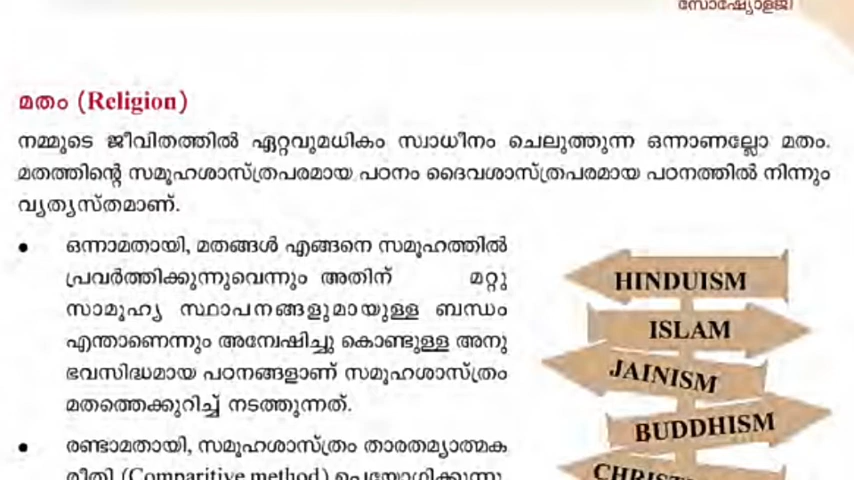 സോഷ്യോളജി
മതം (Religion)
നമ്മുടെ ജീവിതത്തിൽ ഏറ്റവുമധികം സ്വാധീനം ചെലുത്തുന്ന ഒന്നാണല്ലോ മതം.
മതത്തിന്റെ സമൂഹശാസ്ത്രപരമായ പഠനം ദൈവശാസ്ത്രപരമായ പഠനത്തിൽ നിന്നും
വ്യത്യസ്തമാണ്.
• ഒന്നാമതായി, മതങ്ങൾ എങ്ങനെ സമൂഹത്തിൽ
പ്രവർത്തിക്കുന്നുവെന്നും അതിന് മറ്റു
സാമൂഹ്യ സ്ഥാപനങ്ങളുമായുള്ള ബന്ധം
എന്താണെന്നും അന്വേഷിച്ചു കൊണ്ടുള്ള അനു
ഭവസിദ്ധമായ പഠനങ്ങളാണ് സമൂഹശാസ്ത്രം
മതത്തെക്കുറിച്ച് നടത്തുന്നത്.
• രണ്ടാമതായി, സമൂഹശാസ്ത്രം താരതമ്യാത്മക
രീതി (Comparitive method) ഉപയോഗിക്കുന്നു.
HINDUISM
ISLAM
JAINISM
BUDDHISM